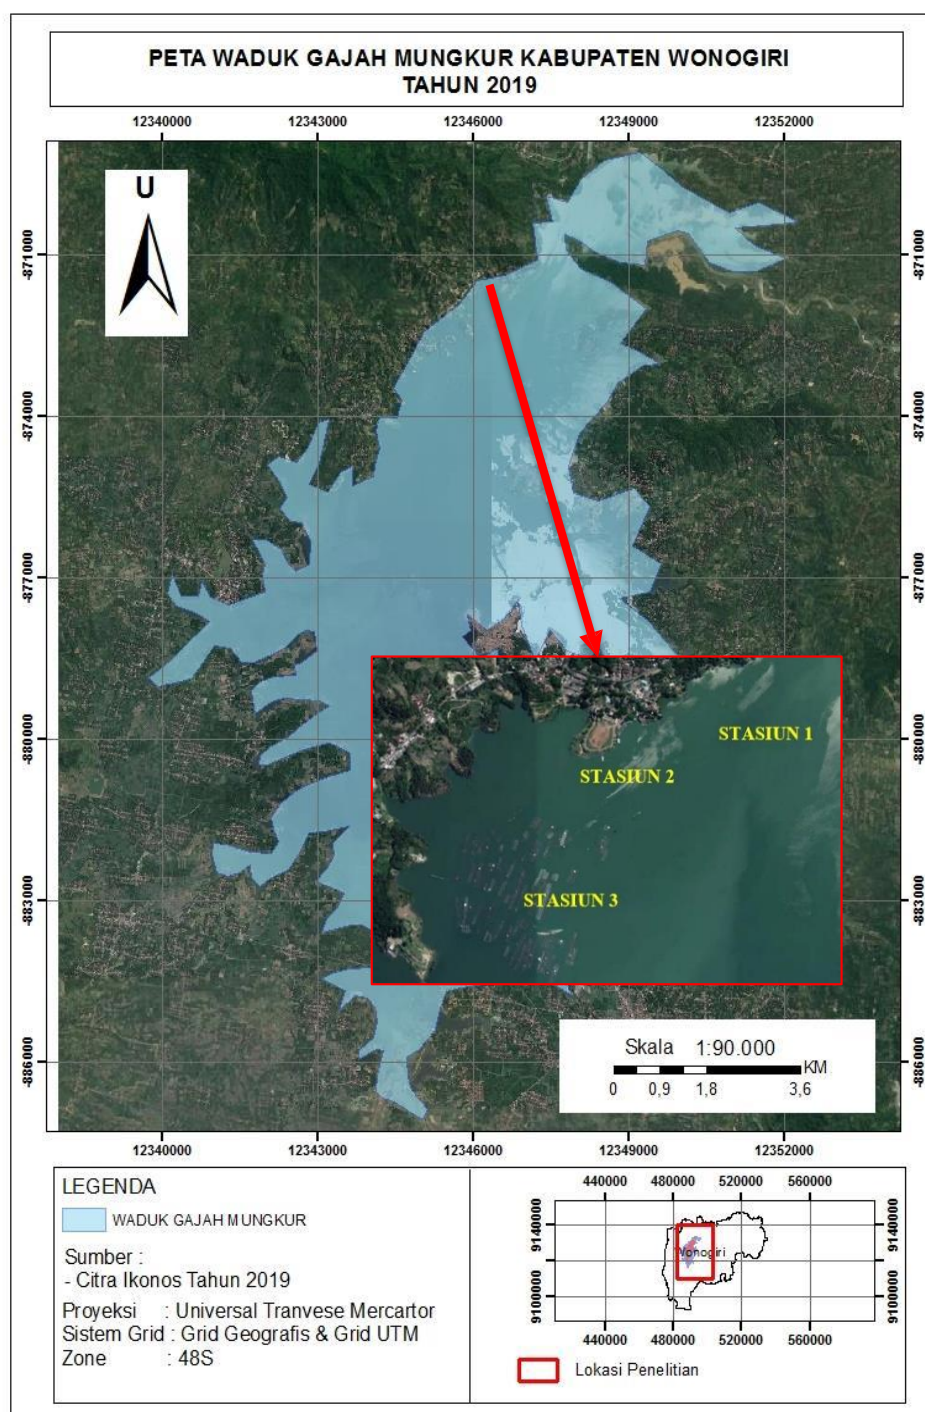 PETA WADUK GAJAH MUNGKUR KABUPATEN WONOGIRI
TAHUN 2019
12340000 12343000 12346000 12349000 12352000
U
-871000 -871000
-874000 -874000
-877000 -877000
-880000 -880000
STASIUN 1
STASIUN 2
-883000 -883000
STASIUN 3
-886000 -886000
Skala 1:90.000
KM
0 0,9 1,8 3,6
12340000 12343000 12346000 12349000 12352000
LEGENDA
WADUK GAJAH MUNGKUR
Sumber :
- Citra Ikonos Tahun 2019
Proyeksi : Universal Tranvese Mercartor
Sistem Grid : Grid Geografis & Grid UTM
Zone : 48S
440000 480000 520000 560000
9140000 9140000
Wonogiri
9100000 9100000
440000 480000 520000 560000
Lokasi Penelitian